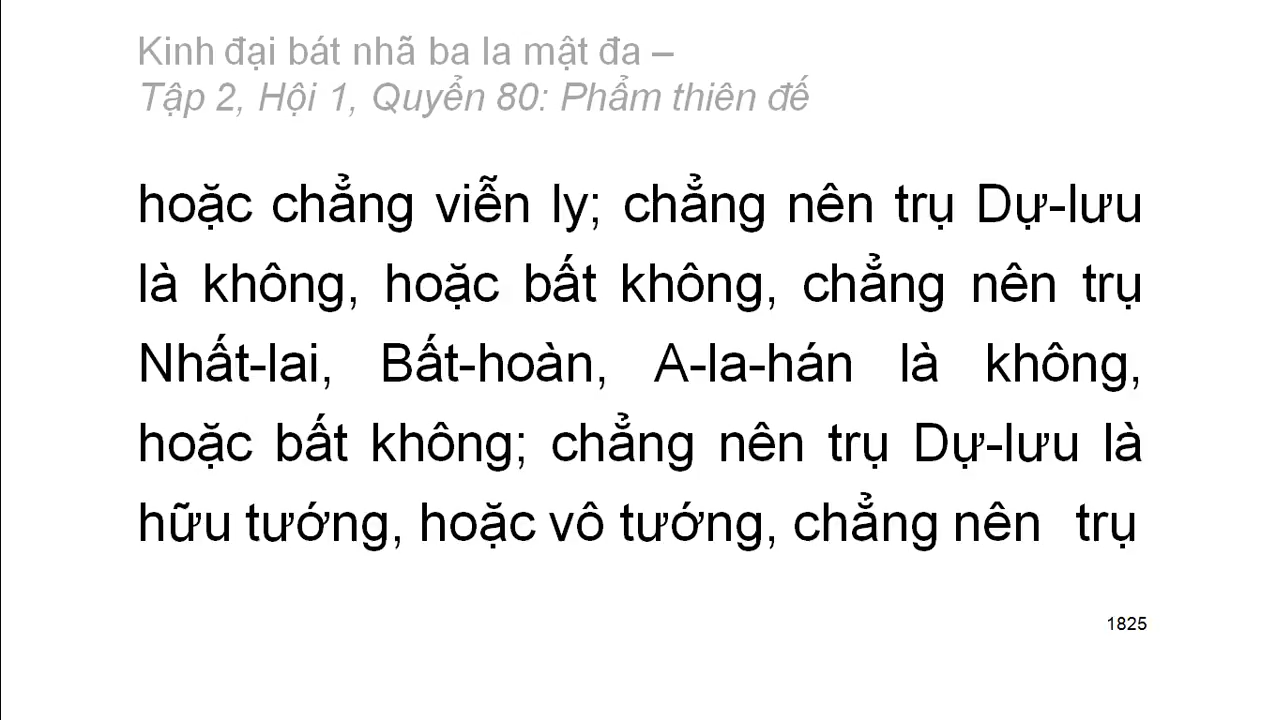 Kinh đại bát nhã ba la mật đa –
Tập 2, Hội 1, Quyển 80: Phẩm thiên đế
hoặc chẳng viễn ly; chẳng nên trụ Dự-lưu
là không, hoặc bất không, chẳng nên trụ
Nhất-lai, Bất-hoàn, A-la-hán là không,
hoặc bất không; chẳng nên trụ Dự-lưu là
hữu tướng, hoặc vô tướng, chẳng nên trụ
1825